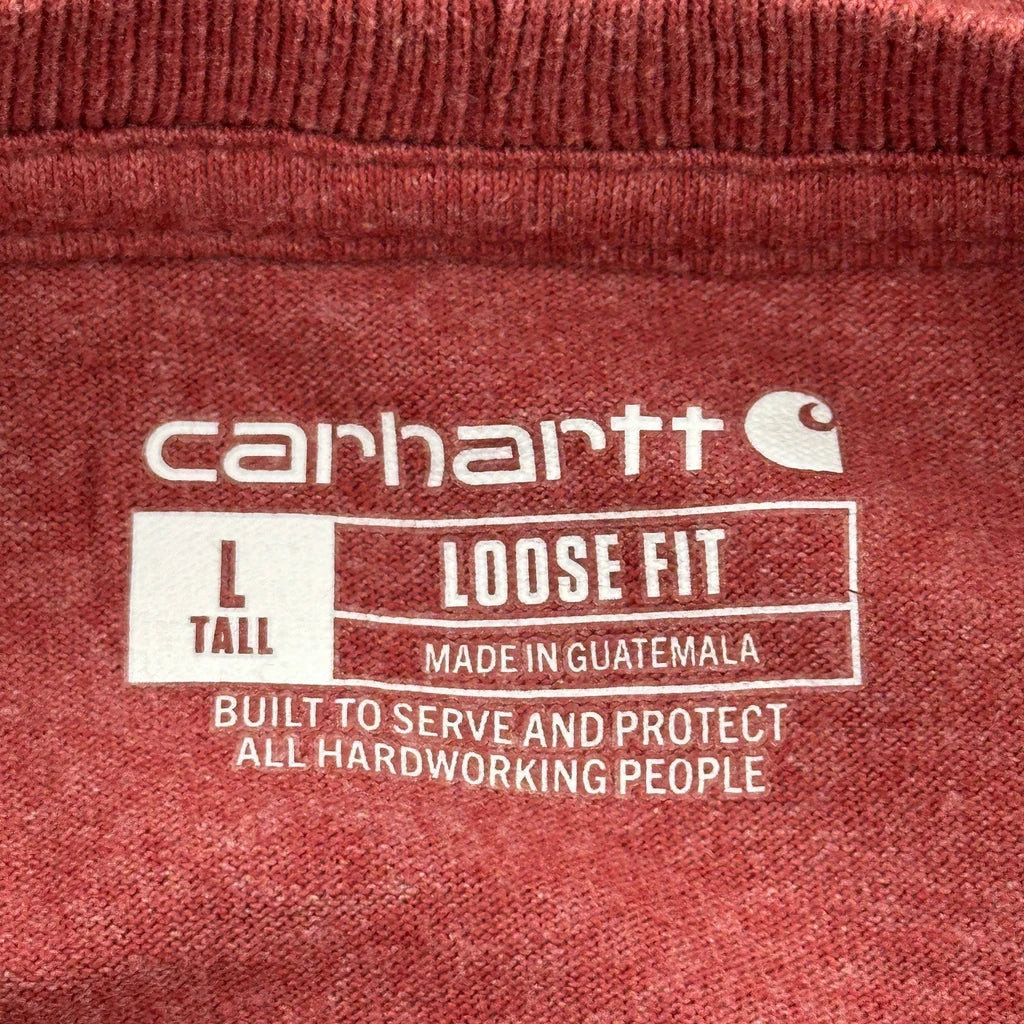 carhartt
L
TALL
LOOSE FIT
MADE IN GUATEMALA
BUILT TO SERVE AND PROTECT
ALL HARDWORKING PEOPLE